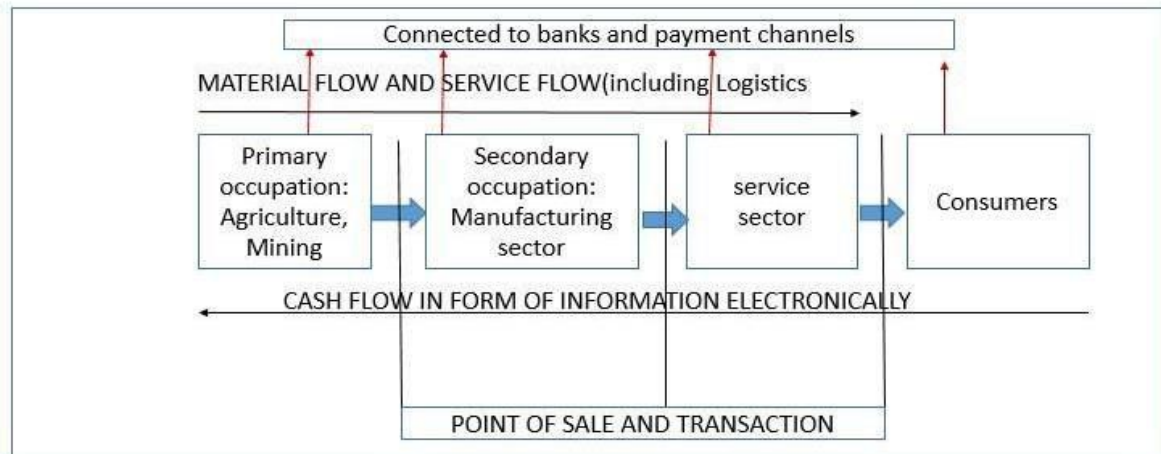 Connected to banks and payment channels
MATERIAL FLOW AND SERVICE FLOW(including Logistics
Primary
occupation:
Agriculture,
Mining
Secondary
occupation:
Manufacturing
sector
service
sector
Consumers
CASH FLOW IN FORM OF INFORMATION ELECTRONICALLY
POINT OF SALE AND TRANSACTION